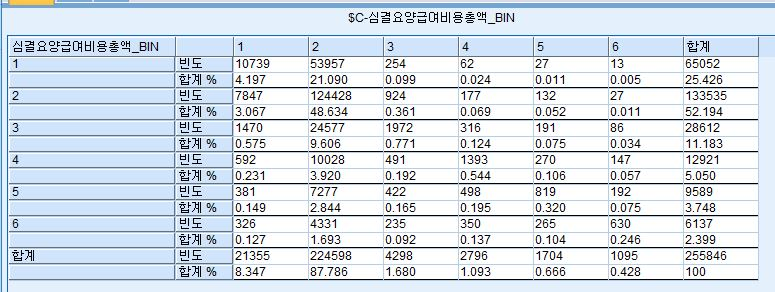 $C-심결요양급여비용총액_BIN
심결요양급여비용총액_BIN 1 2 3 4 5 6 합계
1 빈도 10739 53957 254 62 27 13 65052
합계 % 4.197 21.090 0.099 0.024 0.011 0.005 25.426
2 빈도 7847 124428 924 177 132 27 133535
합계 % 3.067 48.634 0.361 0.069 0.052 0.011 52.194
3 빈도 1470 24577 1972 316 191 86 28612
합계 % 0.575 9.606 0.771 0.124 0.075 0.034 11.183
4 빈도 592 10028 491 1393 270 147 12921
합계 % 0.231 3.920 0.192 0.544 0.106 0.057 5.050
5 빈도 381 7277 422 498 819 192 9589
합계 % 0.149 2.844 0.165 0.195 0.320 0.075 3.748
6 빈도 326 4331 235 350 265 630 6137
합계 % 0.127 1.693 0.092 0.137 0.104 0.246 2.399
합계 빈도 21355 224598 4298 2796 1704 1095 255846
합계 % 8.347 87.786 1.680 1.093 0.666 0.428 100